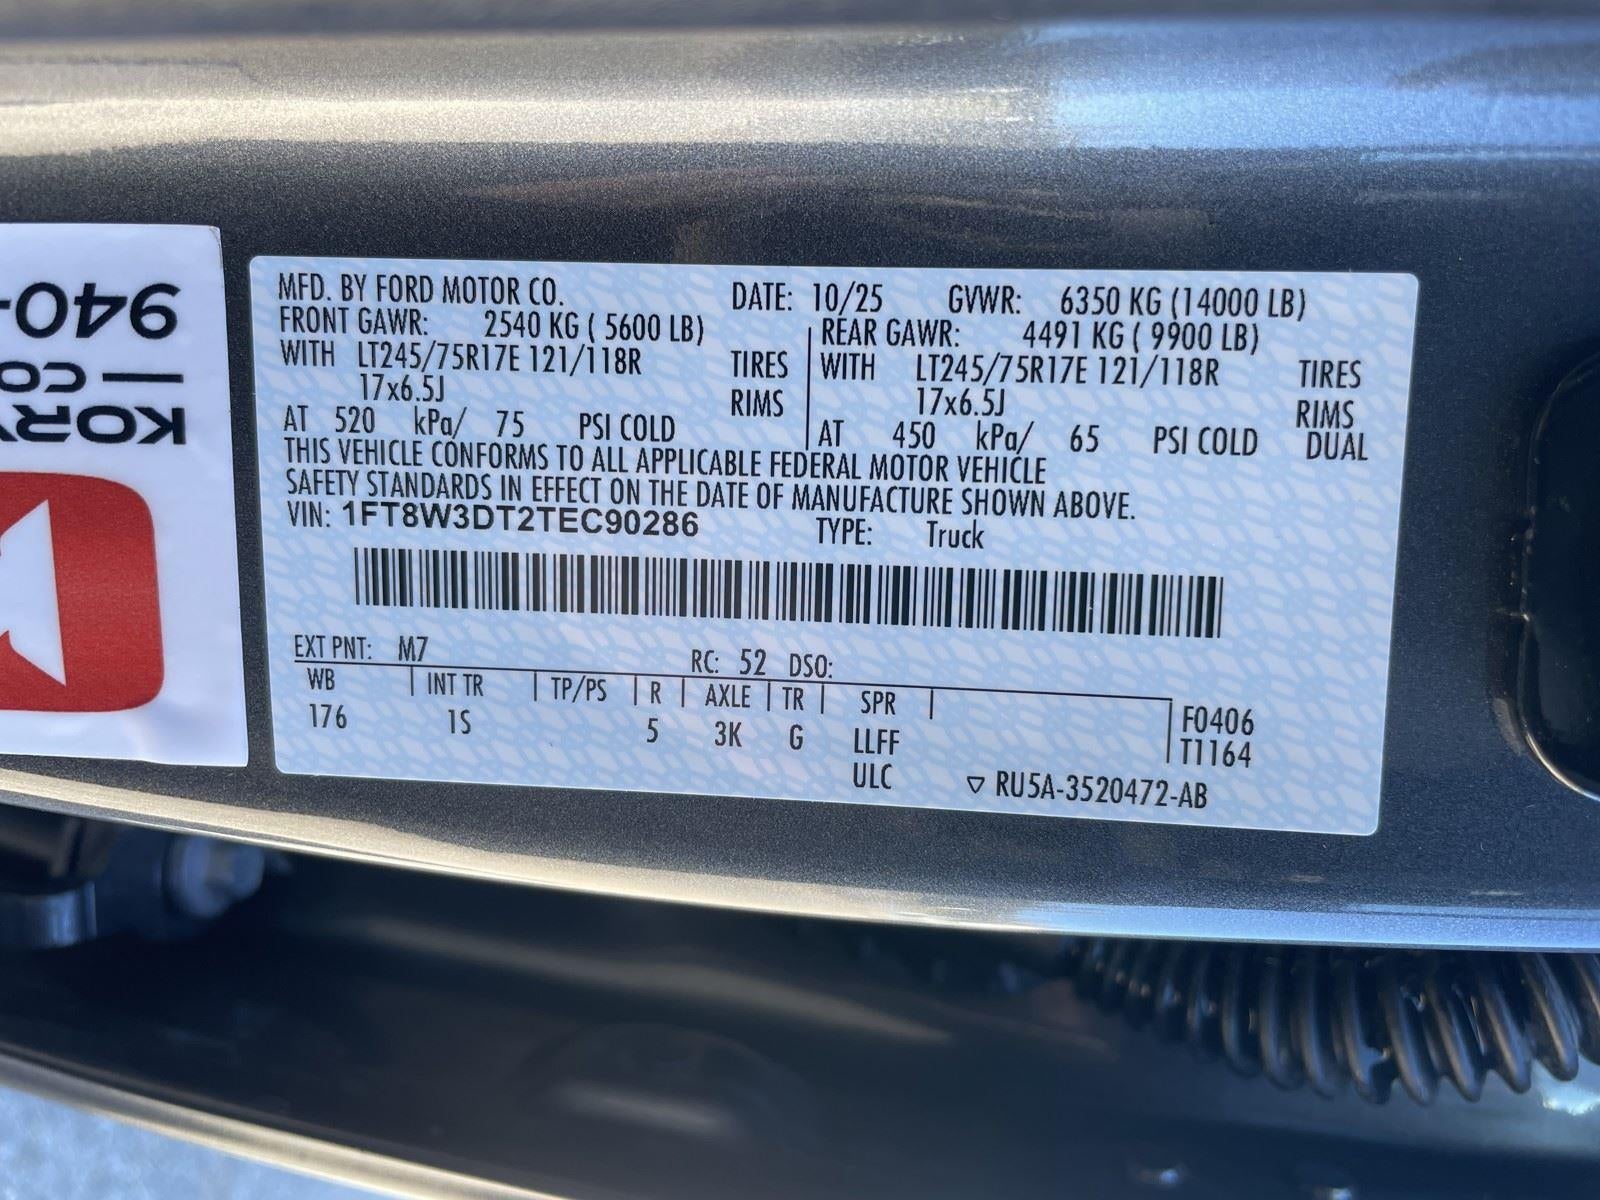 940-
CO
KORY
MFD. BY FORD MOTOR CO. DATE: 10/25 GVWR: 6350 KG (14000 LB)
FRONT GAWR: 2540 KG ( 5600 LB) REAR GAWR: 4491 KG ( 9900 LB)
WITH LT245/75R17E 121/118R TIRES WITH LT245/75R17E 121/118R TIRES
17x6.5J RIMS 17x6.5J RIMS
AT 520 kPa/ 75 PSI COLD AT 450 kPa/ 65 PSI COLD DUAL
THIS VEHICLE CONFORMS TO ALL APPLICABLE FEDERAL MOTOR VEHICLE
SAFETY STANDARDS IN EFFECT ON THE DATE OF MANUFACTURE SHOWN ABOVE.
VIN: 1FT8W3DT2TEC90286 TYPE: Truck
EXT PNT: M7 RC: 52 DSO:
WB INT TR TP/PS R AXLE TR SPR
176 1S 5 3K G LLFF
ULC
F0406
T1164
RU5A-3520472-AB